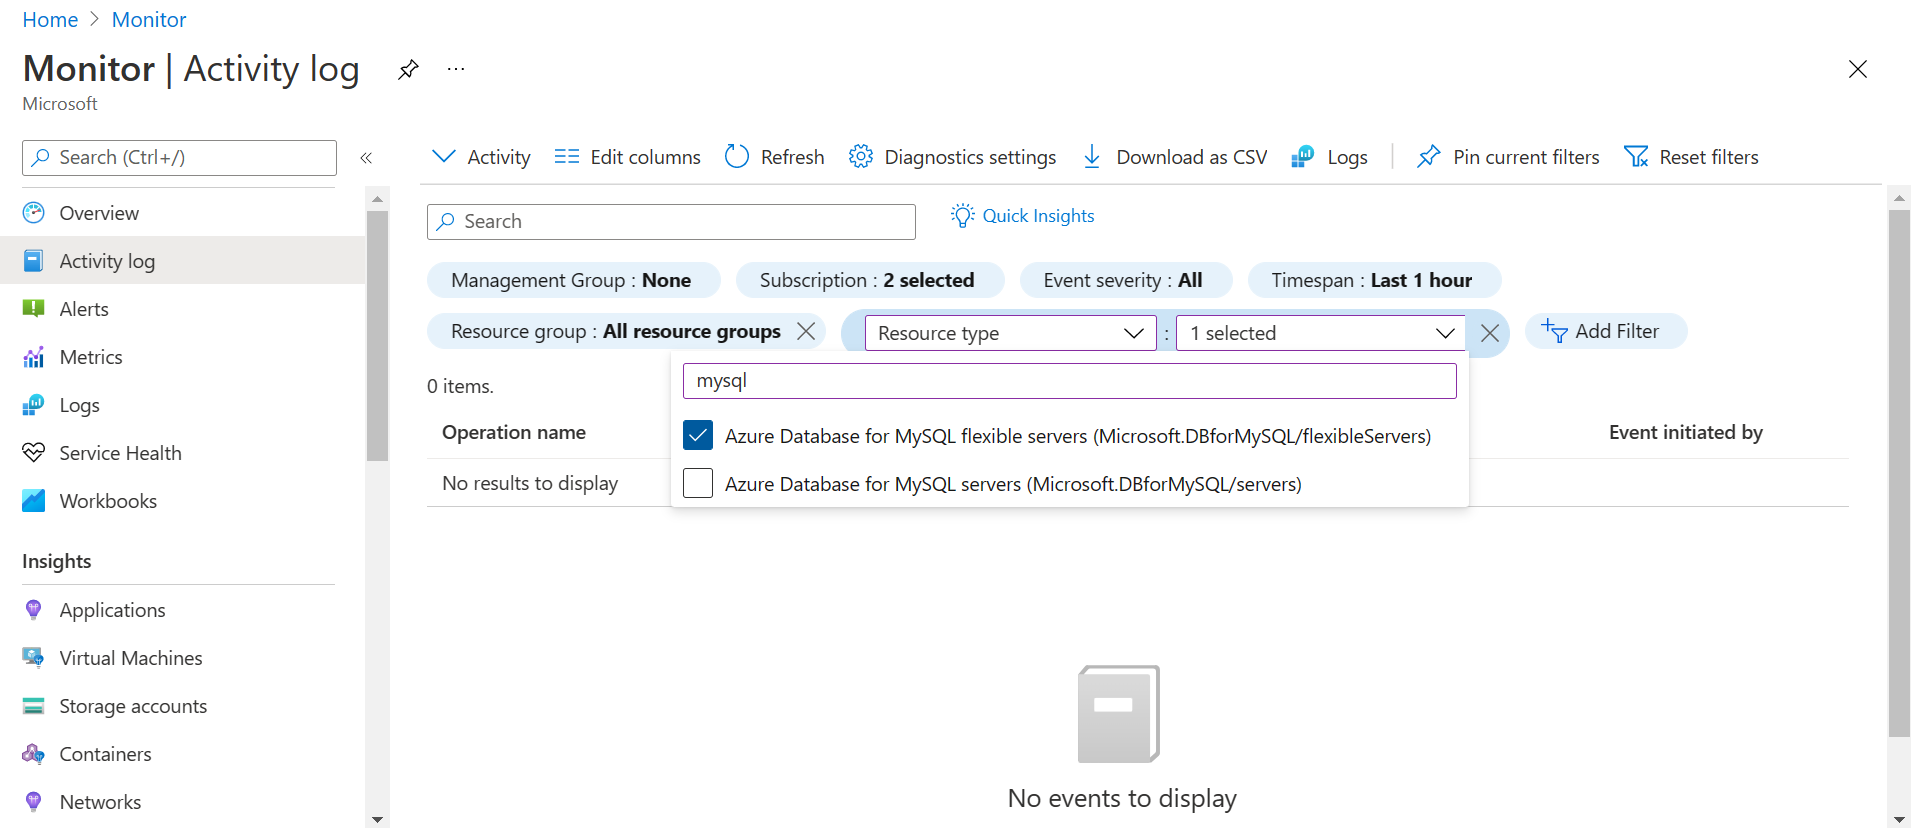 Home > Monitor
Monitor | Activity log ...
Microsoft
Search (Ctrl+/) «
Overview
Activity log
Alerts
Metrics
Logs
Service Health
Workbooks
Insights
Applications
Virtual Machines
Storage accounts
Containers
Networks
Activity Edit columns Refresh Diagnostics settings Download as CSV Logs Pin current filters Reset filters
Search Quick Insights
Management Group : None Subscription : 2 selected Event severity : All Timespan : Last 1 hour
Resource group : All resource groups Resource type : 1 selected Add Filter
mysql
Azure Database for MySQL flexible servers (Microsoft.DBforMySQL/flexibleServers)
Azure Database for MySQL servers (Microsoft.DBforMySQL/servers)
0 items.
Operation name Event initiated by
No results to display
No events to display